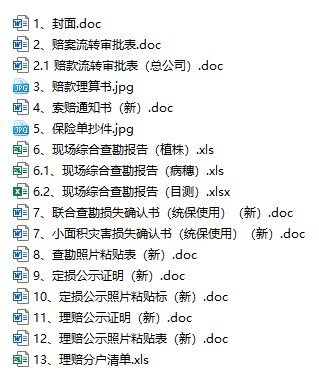 1、封面.doc
2、赔案流转审批表.doc
2.1 赔款流转审批表（总公司）.doc
3、赔款理算书.jpg
4、索赔通知书（新）.doc
5、保险单抄件.jpg
6、现场综合查勘报告（植株）.xls
6.1、现场综合查勘报告（病穗）.xls
6.2、现场综合查勘报告（目测）.xlsx
7、联合查勘损失确认书（统保使用）（新）.doc
7、小面积灾害损失确认书（统保使用）（新）.doc
8、查勘照片粘贴表（新）.doc
9、定损公示证明（新）.doc
10、定损公示照片粘贴标（新）.doc
11、理赔公示证明（新）.doc
12、理赔公示照片粘贴表（新）.doc
13、理赔分户清单.xls